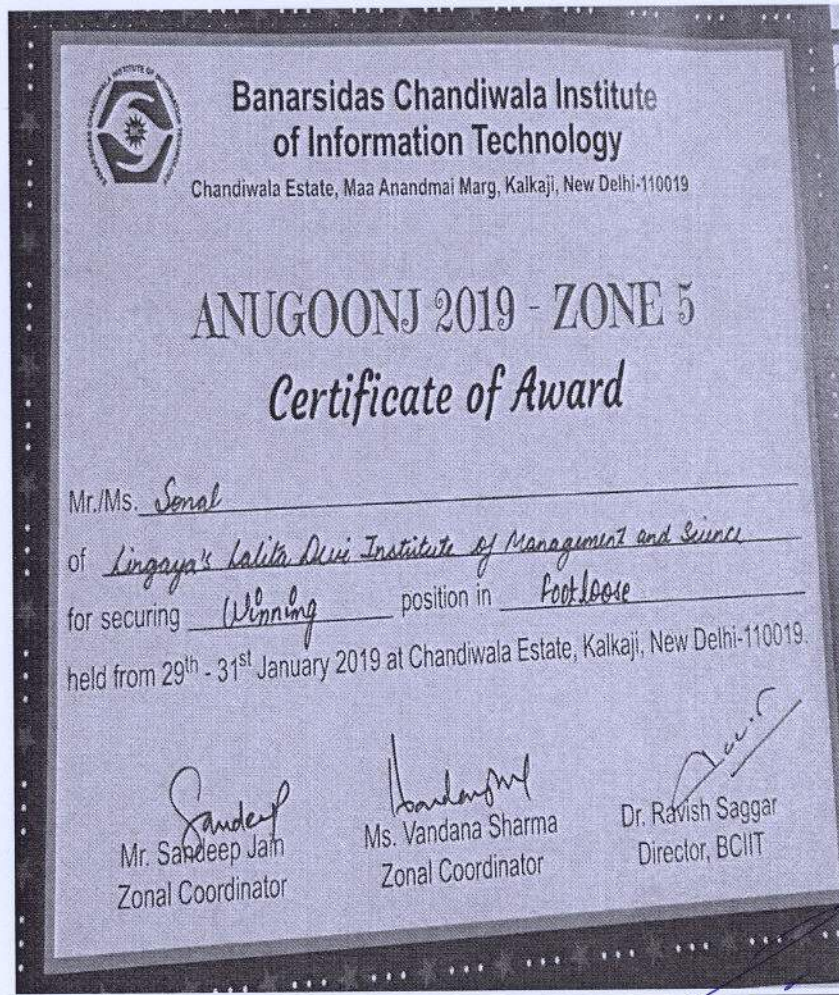 Banarsidas Chandiwala Institute
of Information Technology
Chandiwala Estate, Maa Anandmai Marg, Kalkaji, New Delhi-110019
ANUGOONJ 2019 - ZONE 5
Certificate of Award
Mr./Ms. Sonal
of Lingaya's Lalita Devi Institute of Management and Science
for securing Winning position in Footloose
held from 29th - 31st January 2019 at Chandiwala Estate, Kalkaji, New Delhi-110019.
Sandeep
Mr. Sandeep Jain
Zonal Coordinator
Ms. Vandana Sharma
Zonal Coordinator
Dr. Ravish Saggar
Director, BCIIT